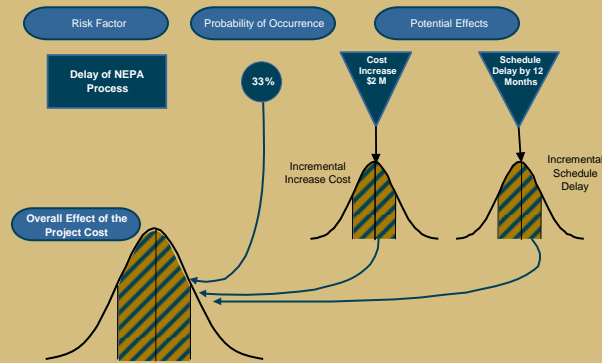 Risk Factor
Probability of Occurrence
Potential Effects
Delay of NEPA
Process
33%
Cost
Increase
$2 M
Schedule
Delay by 12
Months
Incremental
Increase Cost
Incremental
Schedule
Delay
Overall Effect of the
Project Cost